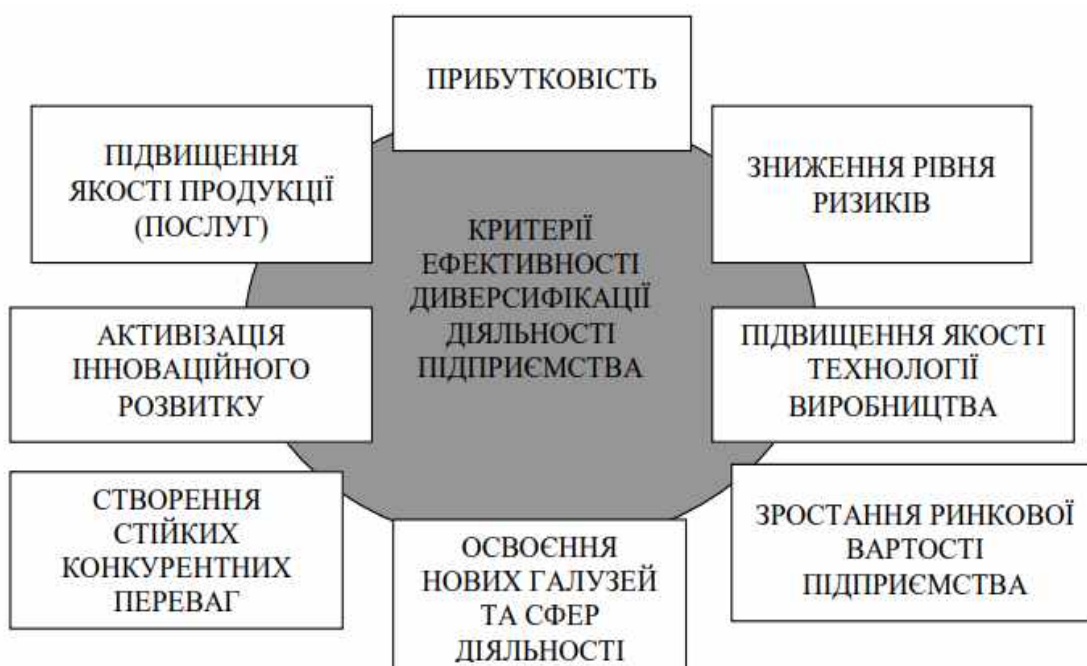 ПРИБУТКОВІСТЬ
ПІДВИЩЕННЯ
ЯКОСТІ ПРОДУКЦІЇ
(ПОСЛУГ)
ЗНИЖЕННЯ РІВНЯ
РИЗИКІВ
КРИТЕРІЇ
ЕФЕКТИВНОСТІ
ДИВЕРСИФІКАЦІЇ
ДІЯЛЬНОСТІ
ПІДПРИЄМСТВА
АКТИВІЗАЦІЯ
ІННОВАЦІЙНОГО
РОЗВИТКУ
ПІДВИЩЕННЯ ЯКОСТІ
ТЕХНОЛОГІЇ
ВИРОБНИЦТВА
СТВОРЕННЯ
СТІЙКИХ
КОНКУРЕНТНИХ
ПЕРЕВАГ
ОСВОЄННЯ
НОВИХ ГАЛУЗЕЙ
ТА СФЕР
ДІЯЛЬНОСТІ
ЗРОСТАННЯ РИНКОВОЇ
ВАРТОСТІ
ПІДПРИЄМСТВА